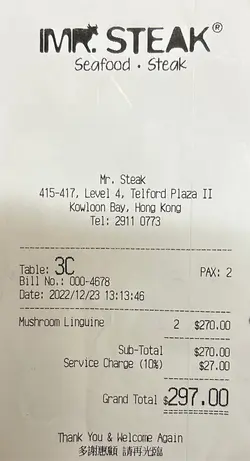 MR. STEAK®
Seafood · Steak
Mr. Steak
415-417, Level 4, Telford Plaza II
Kowloon Bay, Hong Kong
Tel: 2911 0773
Table: 3C PAX: 2
Bill No.: 000-4678
Date: 2022/12/23 13:13:46
Mushroom Linguine 2 $270.00
Sub-Total $270.00
Service Charge (10%) $27.00
Grand Total $297.00
Thank You & Welcome Again
多謝惠顧 請再光臨